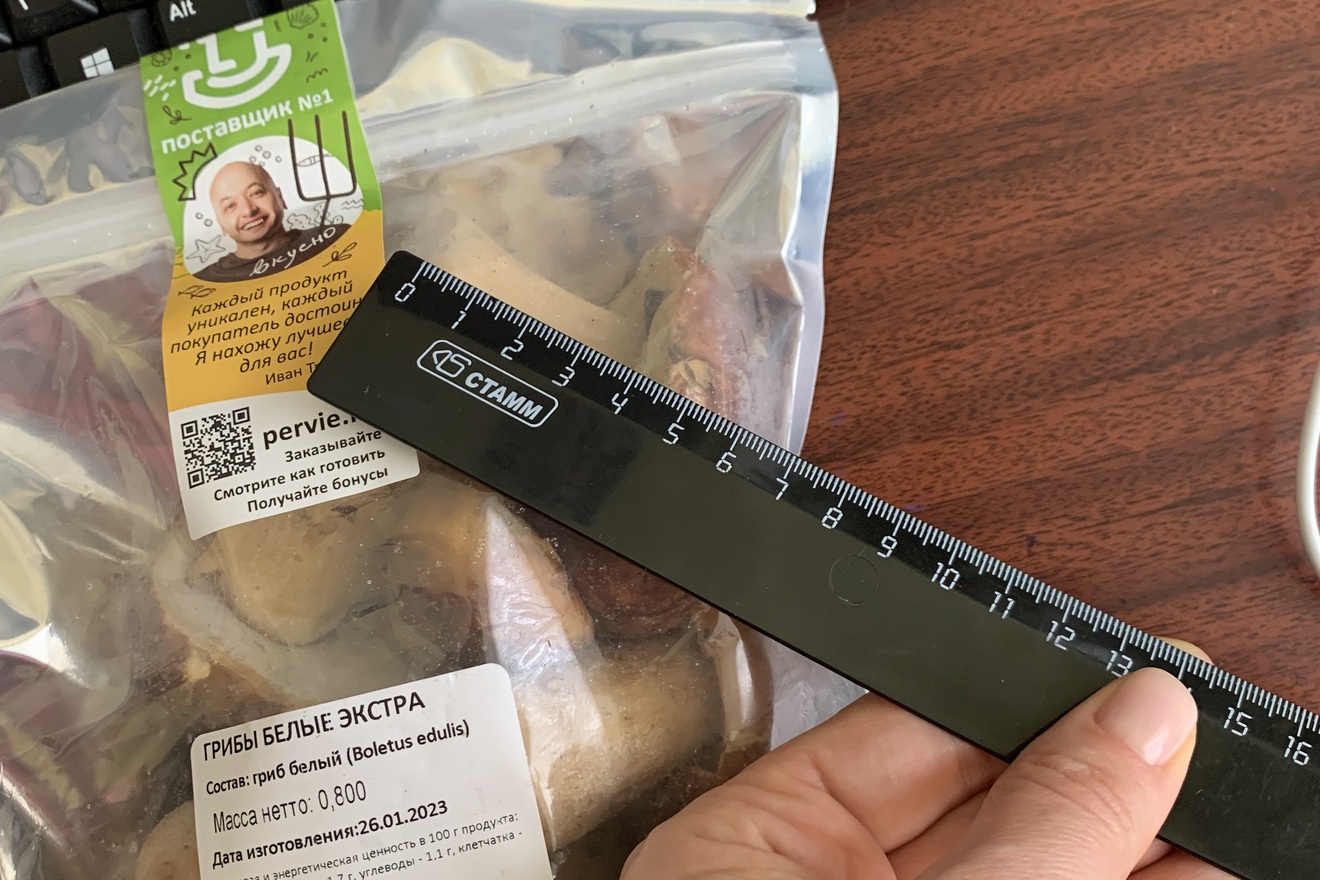 Alt
поставщик №1
вкусно
Каждый продукт
уникален, каждый
покупатель достоин
Я нахожу лучшее
для вас!
Иван
pervie.
Заказывайте
Смотрите как готовить
Получайте бонусы
0 1 2 3 4 5 6 7 8 9 10 11 12 13 15 16
СТАММ
ГРИБЫ БЕЛЫЕ ЭКСТРА
Состав: гриб белый (Boletus edulis)
Масса нетто: 0,800
Дата изготовления:26.01.2023
и энергетическая ценность в 100 г продукта:
1,7 г, углеводы - 1,1 г, клетчатка -